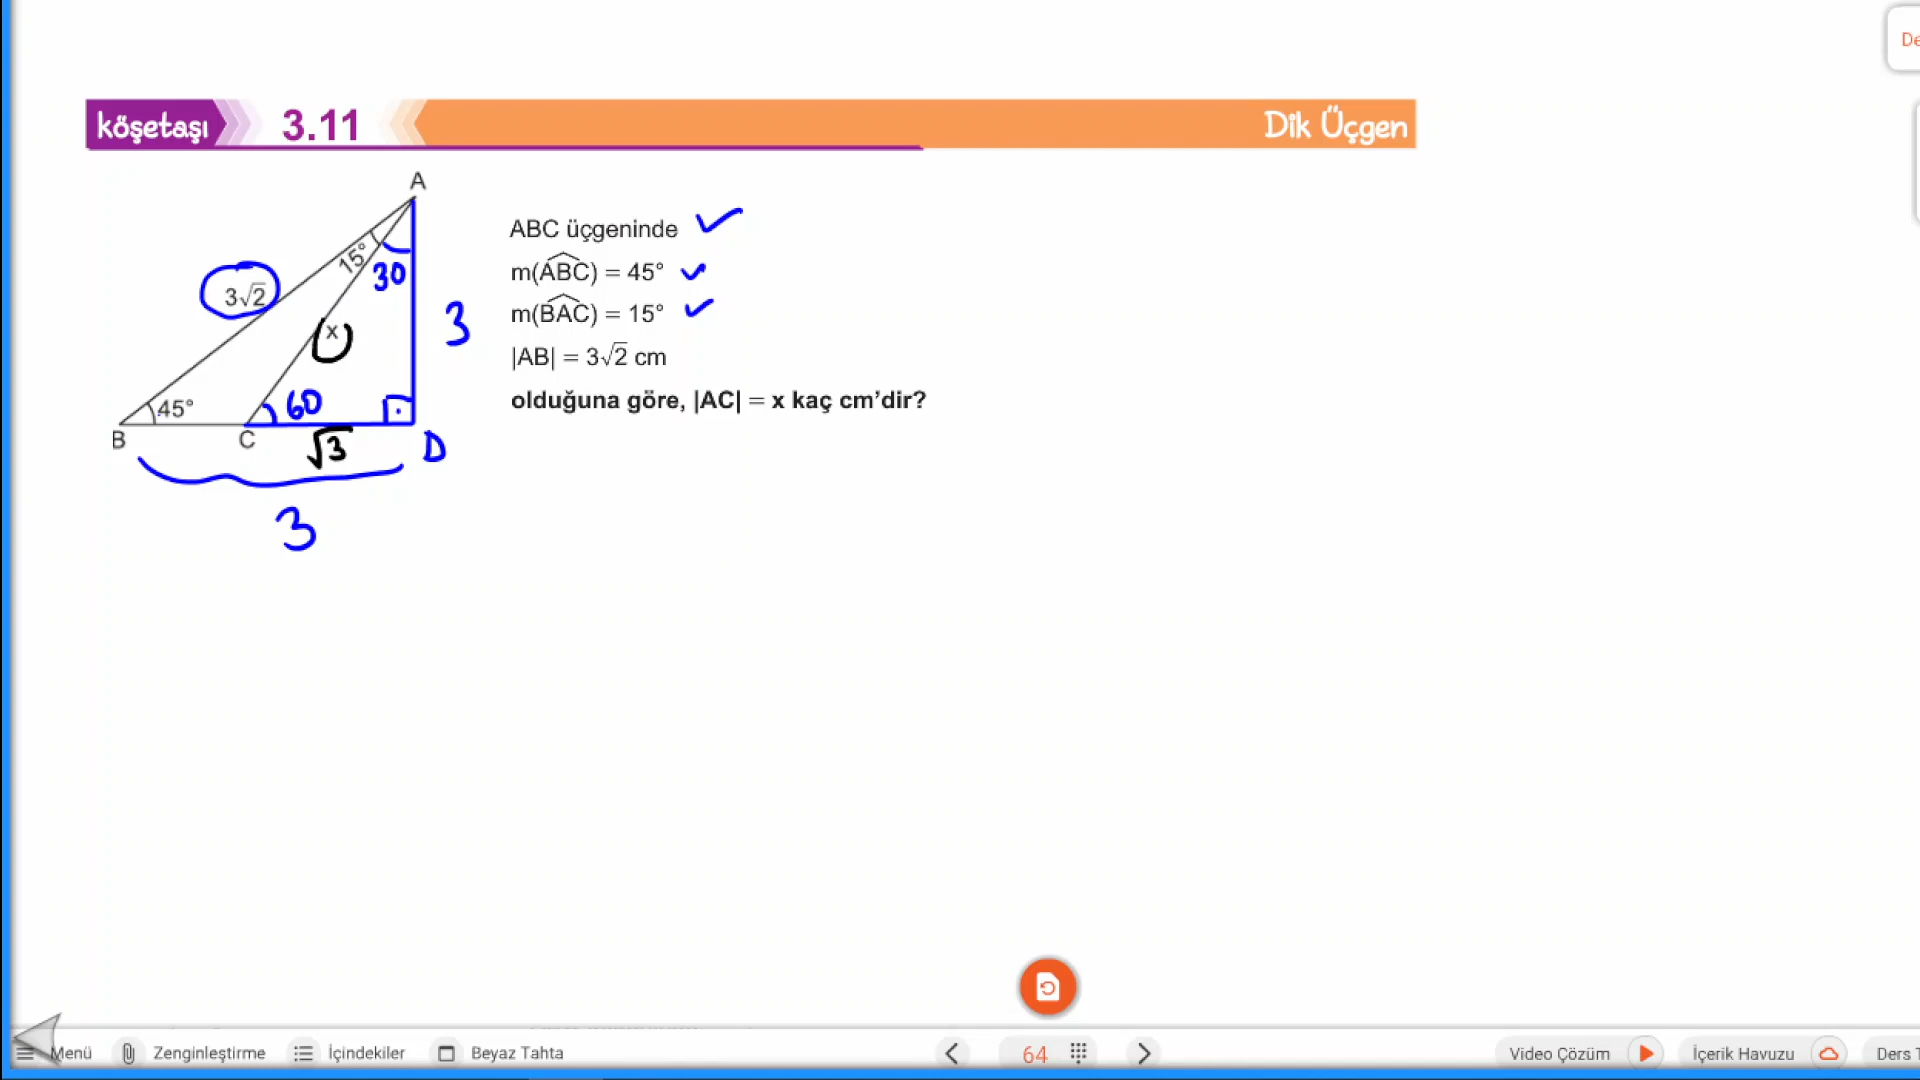 De
köşetaşı 3.11 Dik Üçgen
A
ABC üçgeninde
15°
30
m(ABC) = 45°
3√2
m(BAC) = 15°
x
3
|AB| = 3√2 cm
olduğuna göre, |AC| = x kaç cm'dir?
45°
60
B
C
√3
D
3
Menü Zenginleştirme İçindekiler Beyaz Tahta 64 Video Çözüm İçerik Havuzu Ders